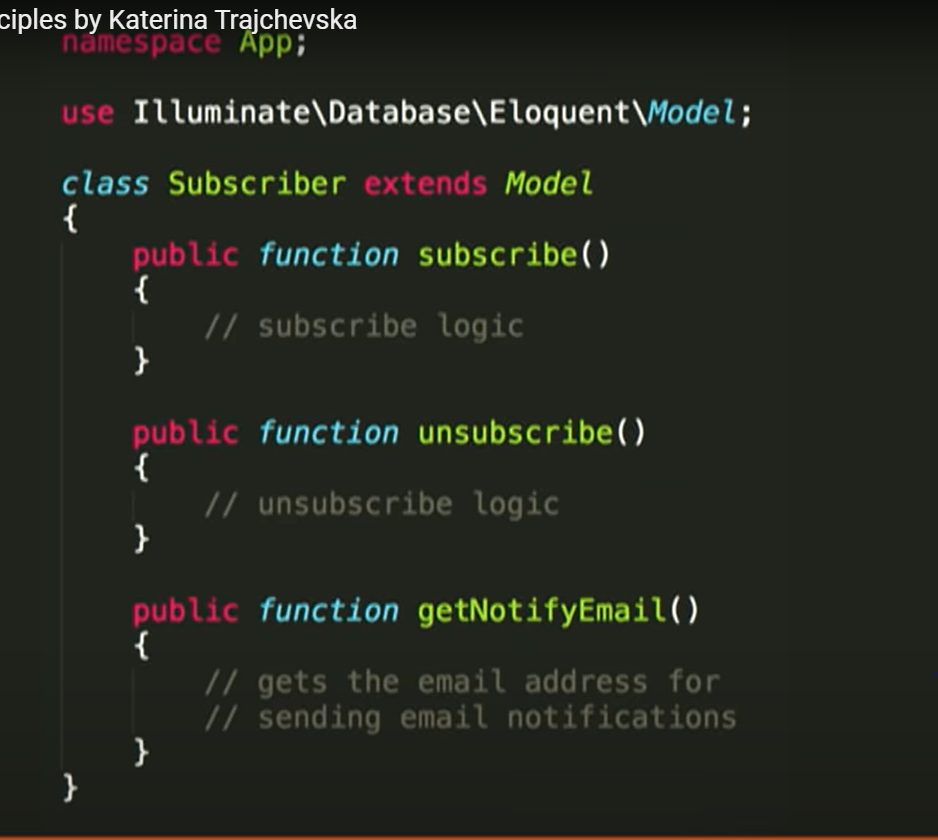 ciples by Katerina Trajchevska
namespace App;
use Illuminate\Database\Eloquent\Model;
class Subscriber extends Model
{
public function subscribe()
{
// subscribe logic
}
public function unsubscribe()
{
// unsubscribe logic
}
public function getNotifyEmail()
{
// gets the email address for
// sending email notifications
}
}